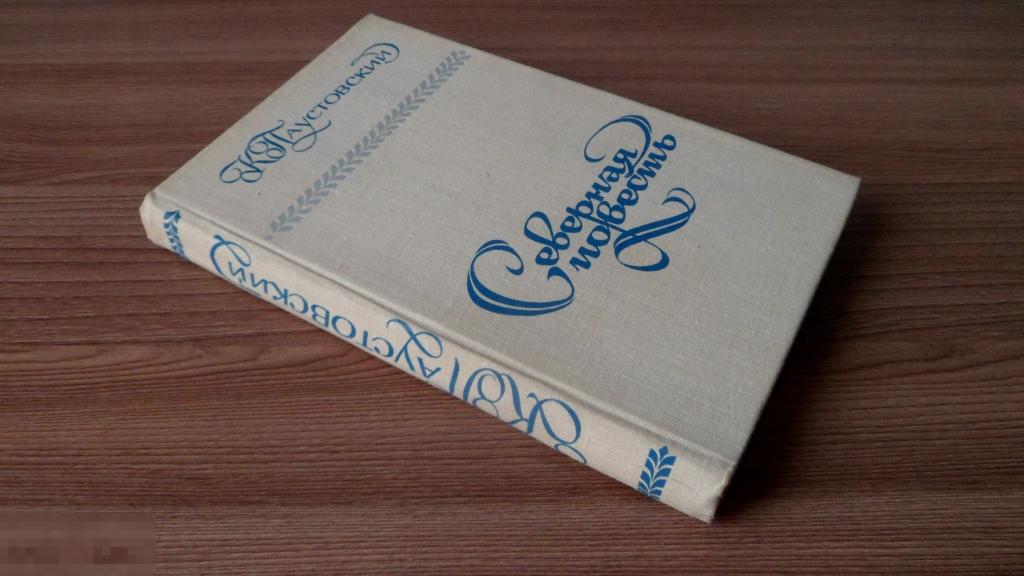 К. Паустовский
Северная
повесть
К. Паустовский